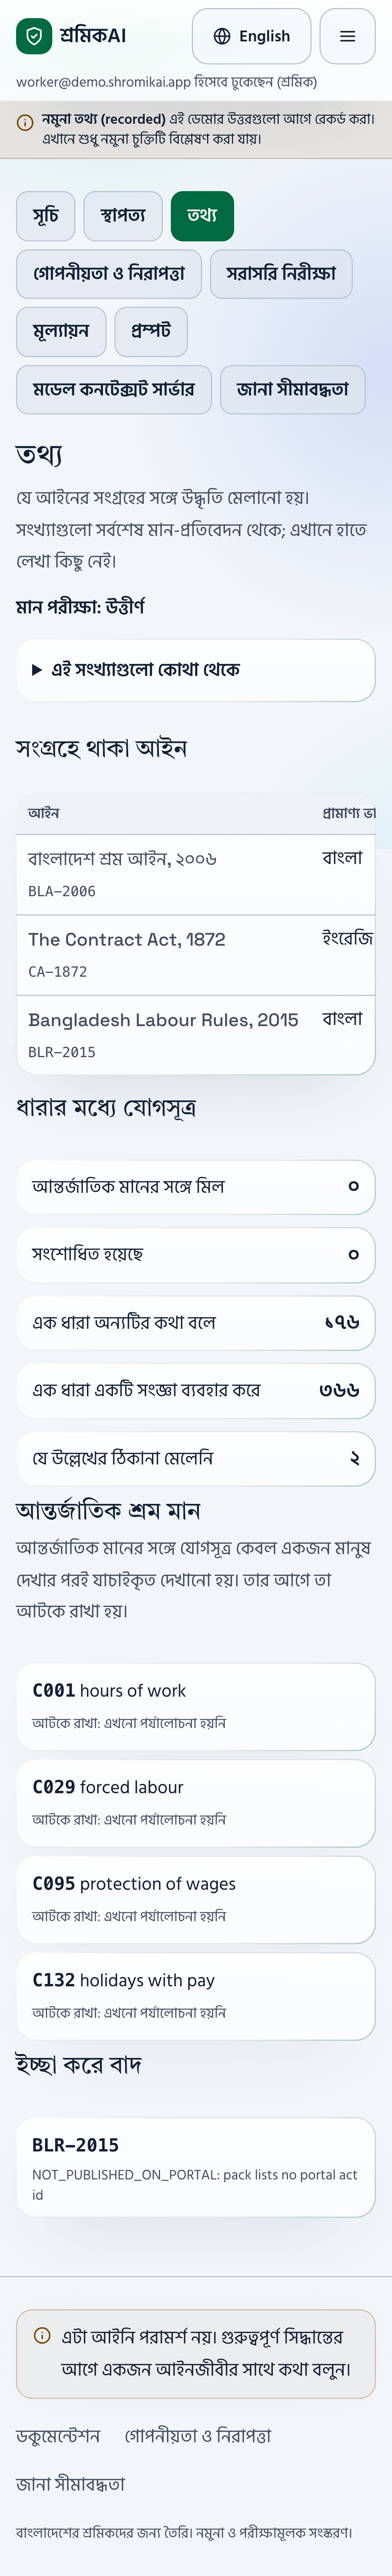 শ্রমিকAI
English
worker@demo.shromikai.app হিসেবে ঢুকেছেন (শ্রমিক)
নমুনা তথ্য (recorded) এই ডেমোর উত্তরগুলো আগে রেকর্ড করা।
এখানে শুধু নমুনা চুক্তিটি বিশ্লেষণ করা যায়।
সূচি
স্থাপত্য
তথ্য
গোপনীয়তা ও নিরাপত্তা
সরাসরি নিরীক্ষা
মূল্যায়ন
প্রম্পট
মডেল কনটেক্সট সার্ভার
জানা সীমাবদ্ধতা
তথ্য
যে আইনের সংগ্রহের সঙ্গে উদ্ধৃতি মেলানো হয়।
সংখ্যাগুলো সর্বশেষ মান-প্রতিবেদন থেকে; এখানে হাতে
লেখা কিছু নেই।
মান পরীক্ষা: উত্তীর্ণ
এই সংখ্যাগুলো কোথা থেকে
সংগ্রহে থাকা আইন
আইন
প্রামাণ্য ভা
বাংলাদেশ শ্রম আইন, ২০০৬
বাংলা
BLA-2006
The Contract Act, 1872
ইংরেজি
CA-1872
Bangladesh Labour Rules, 2015
বাংলা
BLR-2015
ধারার মধ্যে যোগসূত্র
আন্তর্জাতিক মানের সঙ্গে মিল
০
সংশোধিত হয়েছে
০
এক ধারা অন্যটির কথা বলে
১৭৬
এক ধারা একটি সংজ্ঞা ব্যবহার করে
৩৬৬
যে উল্লেখের ঠিকানা মেলেনি
২
আন্তর্জাতিক শ্রম মান
আন্তর্জাতিক মানের সঙ্গে যোগসূত্র কেবল একজন মানুষ
দেখার পরই যাচাইকৃত দেখানো হয়। তার আগে তা
আটকে রাখা হয়।
C001 hours of work
আটকে রাখা: এখনো পর্যালোচনা হয়নি
C029 forced labour
আটকে রাখা: এখনো পর্যালোচনা হয়নি
C095 protection of wages
আটকে রাখা: এখনো পর্যালোচনা হয়নি
C132 holidays with pay
আটকে রাখা: এখনো পর্যালোচনা হয়নি
ইচ্ছা করে বাদ
BLR-2015
NOT_PUBLISHED_ON_PORTAL: pack lists no portal act
id
এটা আইনি পরামর্শ নয়। গুরুত্বপূর্ণ সিদ্ধান্তের
আগে একজন আইনজীবীর সাথে কথা বলুন।
ডকুমেন্টেশন
গোপনীয়তা ও নিরাপত্তা
জানা সীমাবদ্ধতা
বাংলাদেশের শ্রমিকদের জন্য তৈরি। নমুনা ও পরীক্ষামূলক সংস্করণ।